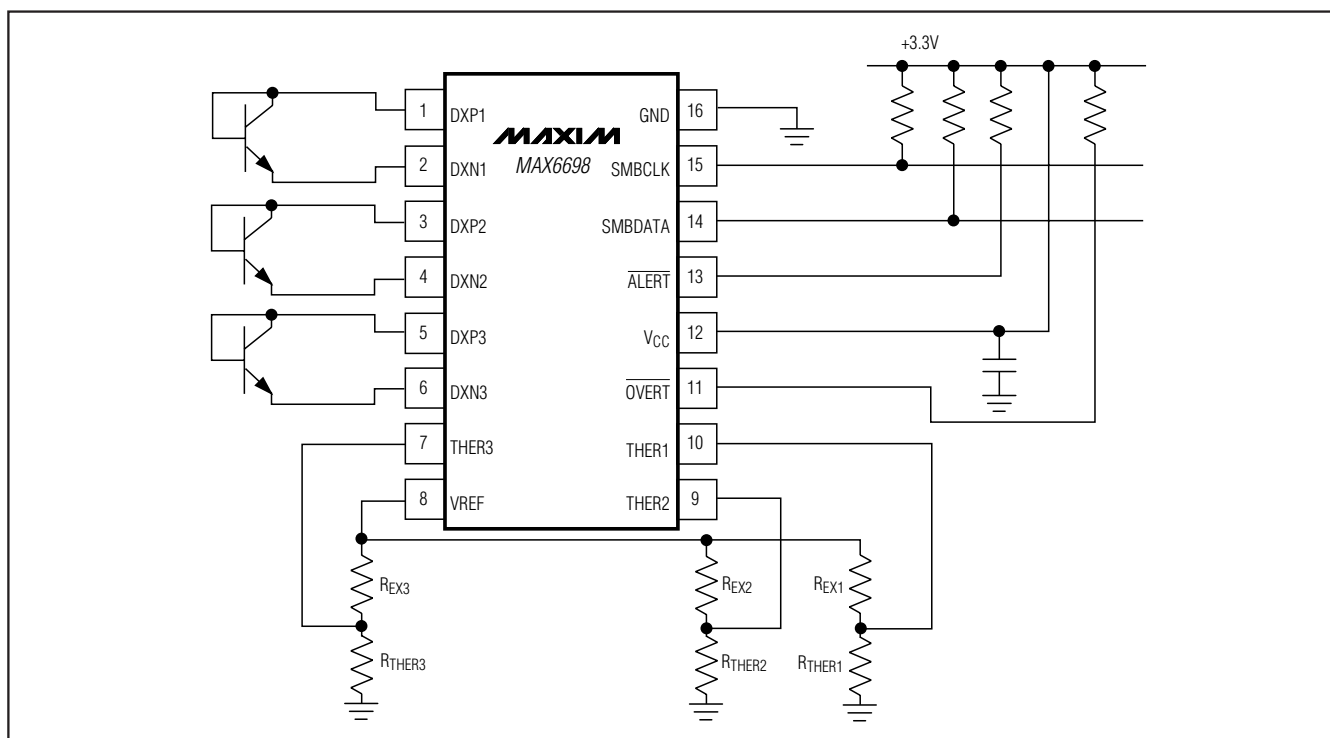 +3.3V
1 DXP1 GND 16
MAXIM
2 DXN1 MAX6698 SMBCLK 15
3 DXP2 SMBDATA 14
4 DXN2 ALERT 13
5 DXP3 VCC 12
6 DXN3 OVERT 11
7 THER3 THER1 10
8 VREF THER2 9
REX3 REX2 REX1
RTHER3 RTHER2 RTHER1